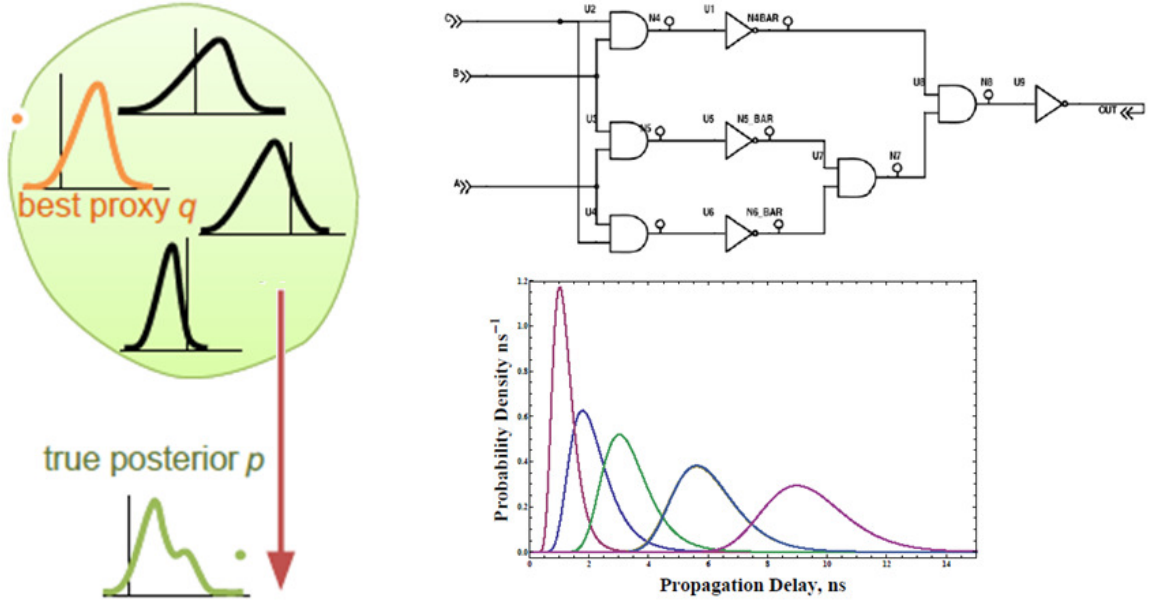 best proxy q
true posterior p
C
U2
N4
U1
N4BAR
B
U3
N5
U5
N5_BAR
U7
N7
U8
N8
U9
OUT
A
U4
U6
N6_BAR
Probability Density ns⁻¹
1.2
1.0
0.8
0.6
0.4
0.2
0.0
0 2 4 6 8 10 12 14
Propagation Delay, ns